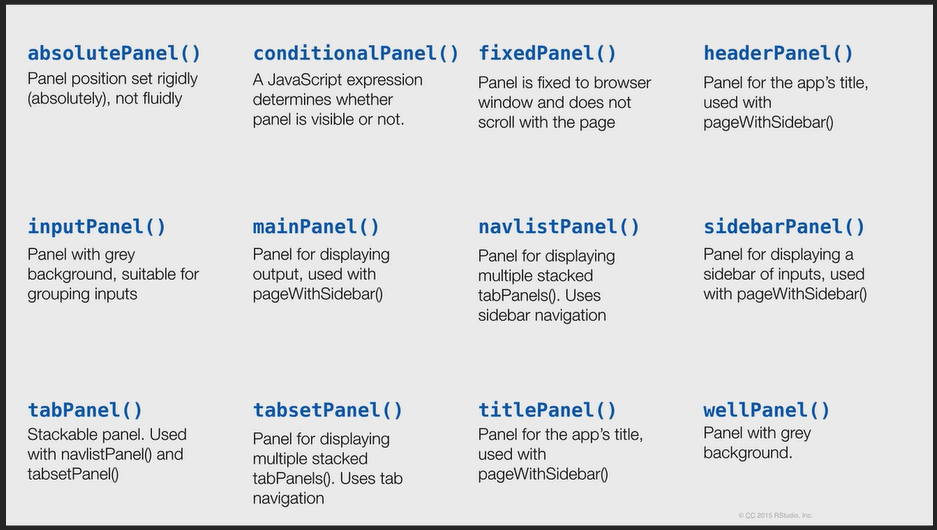 absolutePanel()
Panel position set rigidly
(absolutely), not fluidly
conditionalPanel()
A JavaScript expression
determines whether
panel is visible or not.
fixedPanel()
Panel is fixed to browser
window and does not
scroll with the page
headerPanel()
Panel for the app's title,
used with
pageWithSidebar()
inputPanel()
Panel with grey
background, suitable for
grouping inputs
mainPanel()
Panel for displaying
output, used with
pageWithSidebar()
navlistPanel()
Panel for displaying
multiple stacked
tabPanels(). Uses
sidebar navigation
sidebarPanel()
Panel for displaying a
sidebar of inputs, used
with pageWithSidebar()
tabPanel()
Stackable panel. Used
with navlistPanel() and
tabsetPanel()
tabsetPanel()
Panel for displaying
multiple stacked
tabPanels(). Uses tab
navigation
titlePanel()
Panel for the app's title,
used with
pageWithSidebar()
wellPanel()
Panel with grey
background.
© CC 2015 RStudio, Inc.